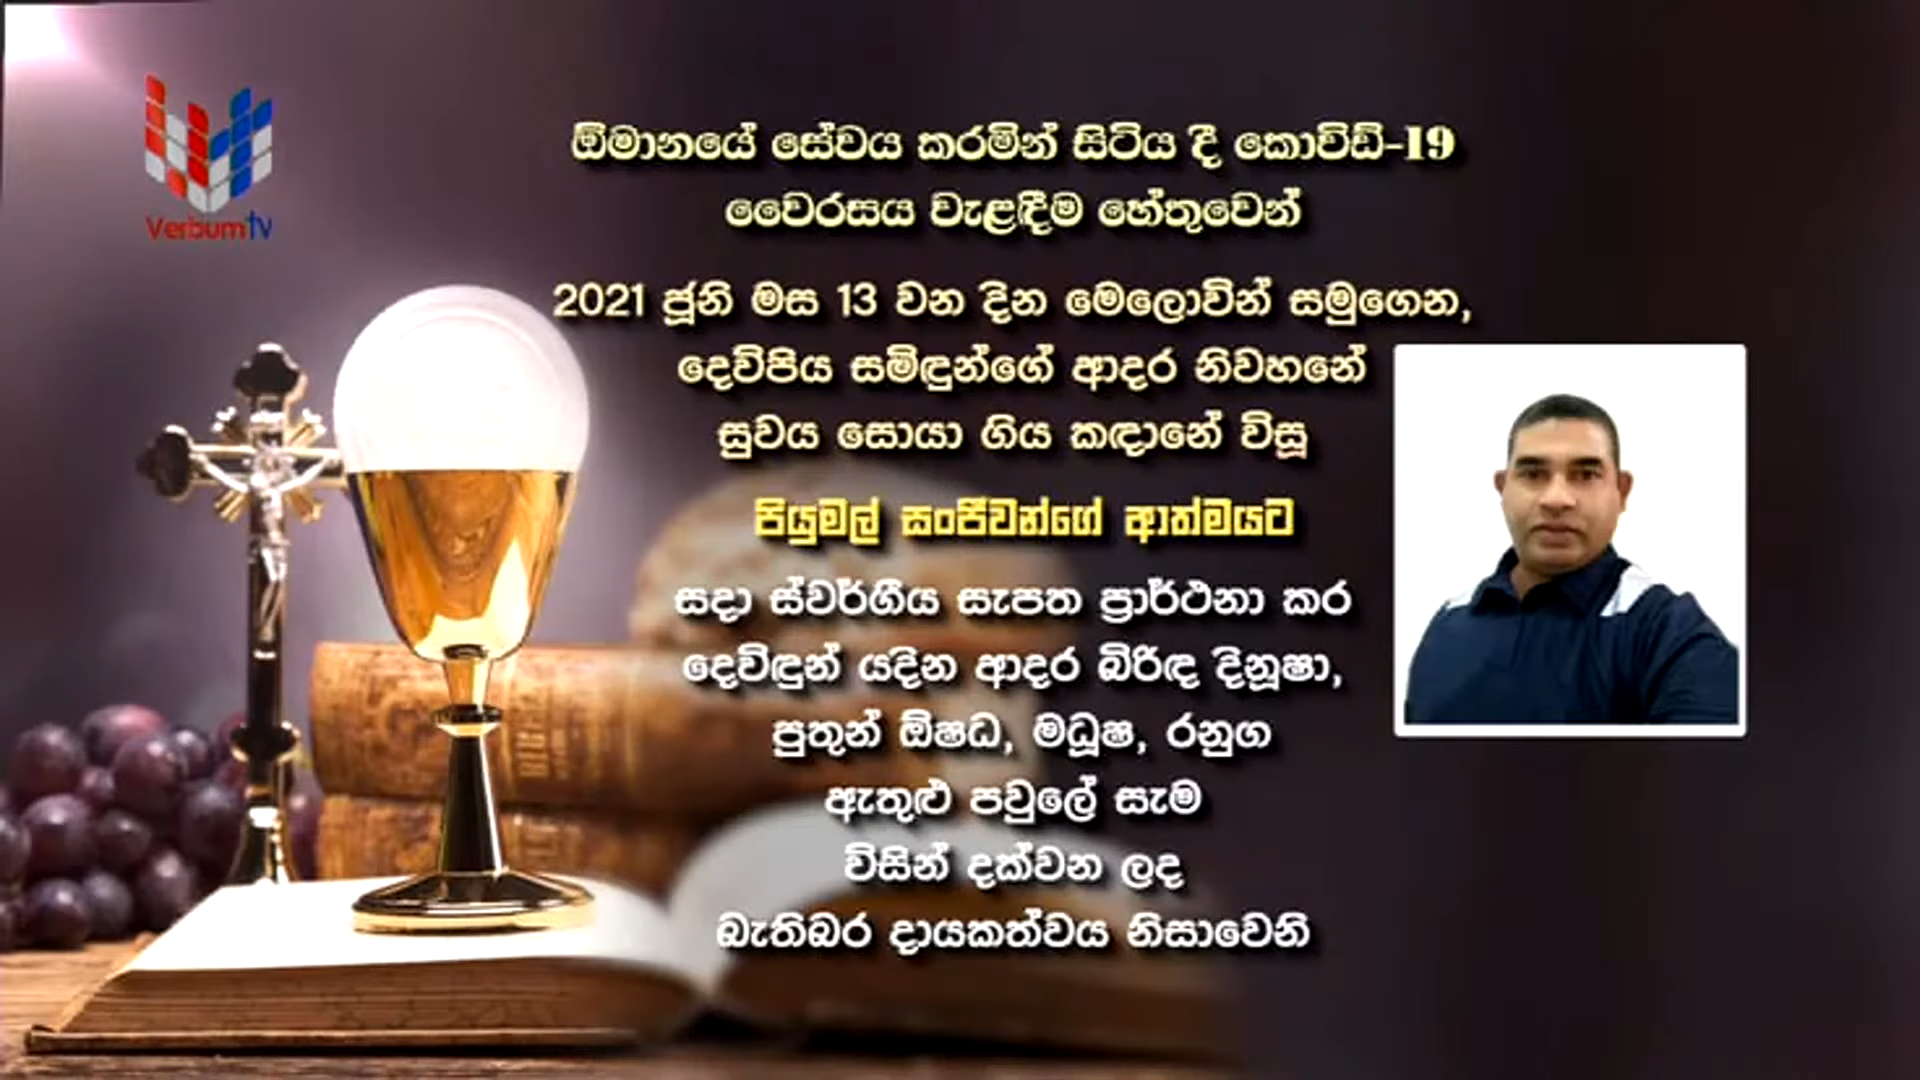 VerbumTV
ඕමානයේ සේවය කරමින් සිටිය දී කොවිඩ්-19
වෛරසය වැළඳීම හේතුවෙන්
2021 ජූනි මස 13 වන දින මෙලොවින් සමුගෙන,
දෙව්පිය සමිඳුන්ගේ ආදර නිවහනේ
සුවය සොයා ගිය කඳානේ විසූ
පියුමල් සංජීවන්ගේ ආත්මයට
සදා ස්වර්ගීය සැපත ප්‍රාර්ථනා කර
දෙවිඳුන් යදින ආදර බිරිඳ දිනූෂා,
පුතුන් ඕෂධ, මධූෂ, රනුග
ඇතුළු පවුලේ සැම
විසින් දක්වන ලද
බැතිබර දායකත්වය නිසාවෙනි